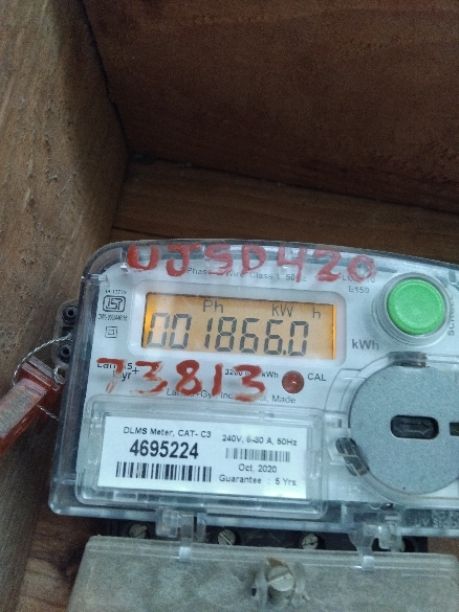 UJSD420
Ph kW h
001866.0
kWh
73813
CAL
DLMS Meter, CAT- C3
4695224
240V, 5-30 A, 50Hz
Oct, 2020
Guarantee : 5 Yrs.